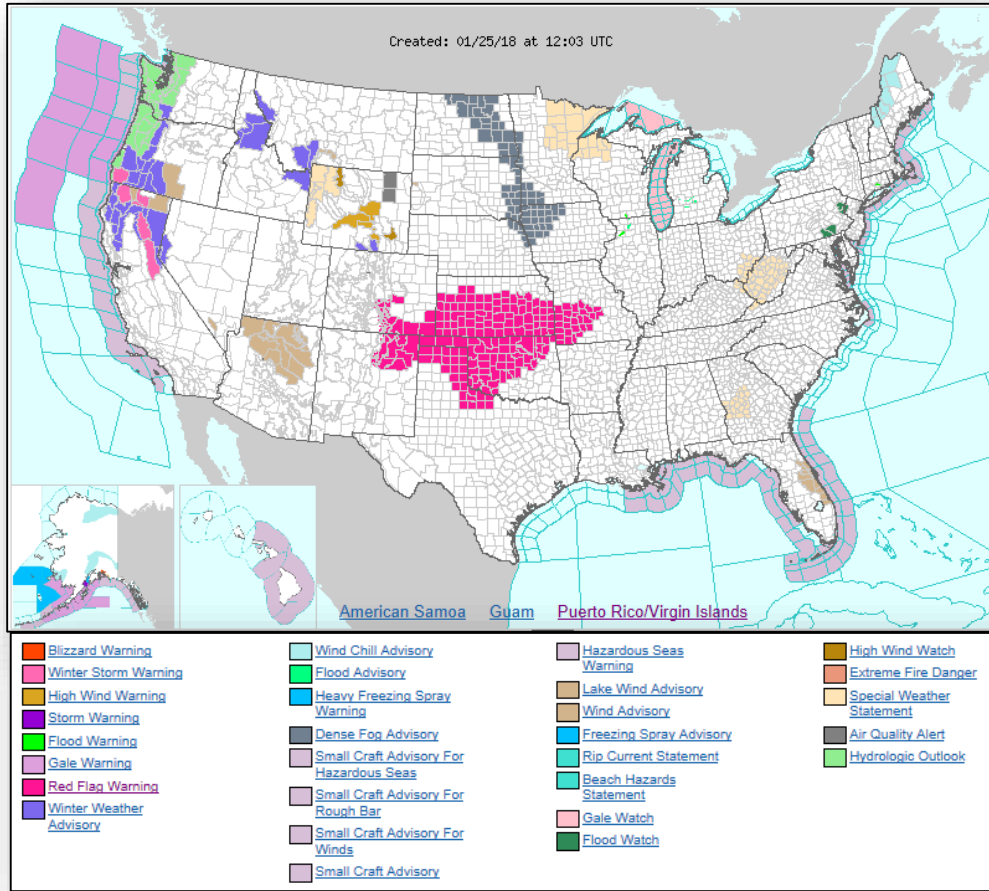 Created: 01/25/18 at 12:03 UTC
American Samoa Guam Puerto Rico/Virgin Islands
Blizzard Warning
Winter Storm Warning
High Wind Warning
Storm Warning
Flood Warning
Gale Warning
Red Flag Warning
Winter Weather
Advisory
Wind Chill Advisory
Flood Advisory
Heavy Freezing Spray
Warning
Dense Fog Advisory
Small Craft Advisory For
Hazardous Seas
Small Craft Advisory For
Rough Bar
Small Craft Advisory For
Winds
Small Craft Advisory
Hazardous Seas
Warning
Lake Wind Advisory
Wind Advisory
Freezing Spray Advisory
Rip Current Statement
Beach Hazards
Statement
Gale Watch
Flood Watch
High Wind Watch
Extreme Fire Danger
Special Weather
Statement
Air Quality Alert
Hydrologic Outlook